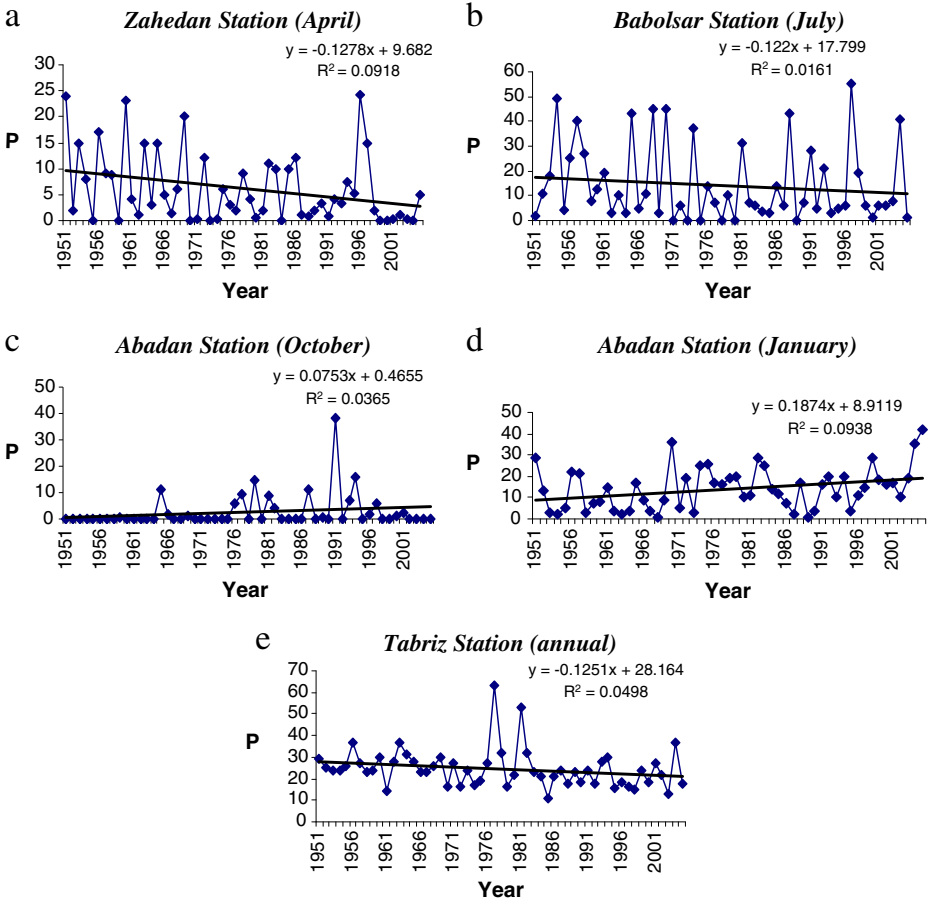 a
Zahedan Station (April)
y = -0.1278x + 9.682
R² = 0.0918
P
30
25
20
15
10
5
0
1951
1956
1961
1966
1971
1976
1981
1986
1991
1996
2001
Year
b
Babolsar Station (July)
y = -0.122x + 17.799
R² = 0.0161
P
60
50
40
30
20
10
0
1951
1956
1961
1966
1971
1976
1981
1986
1991
1996
2001
Year
c
Abadan Station (October)
y = 0.0753x + 0.4655
R² = 0.0365
P
50
40
30
20
10
0
1951
1956
1961
1966
1971
1976
1981
1986
1991
1996
2001
Year
d
Abadan Station (January)
y = 0.1874x + 8.9119
R² = 0.0938
P
50
40
30
20
10
0
1951
1956
1961
1966
1971
1976
1981
1986
1991
1996
2001
Year
e
Tabriz Station (annual)
y = -0.1251x + 28.164
R² = 0.0498
P
70
60
50
40
30
20
10
0
1951
1956
1961
1966
1971
1976
1981
1986
1991
1996
2001
Year